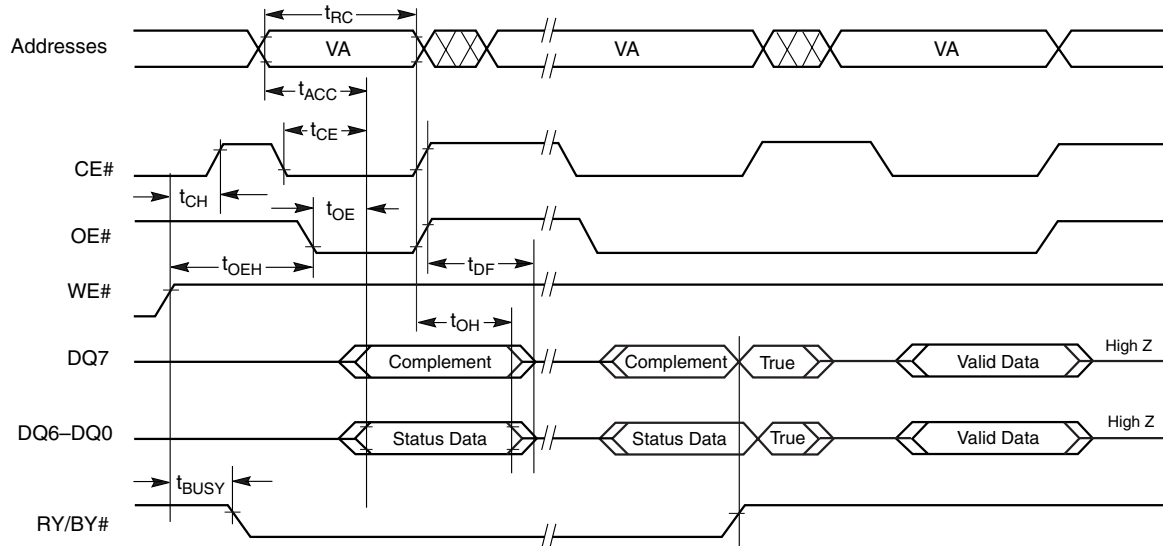 tRC
Addresses VA VA VA
tACC
tCE
CE#
tCH
tOE
OE#
tOEH tDF
WE#
tOH
DQ7 Complement Complement True Valid Data High Z
DQ6–DQ0 Status Data Status Data True Valid Data High Z
tBUSY
RY/BY#